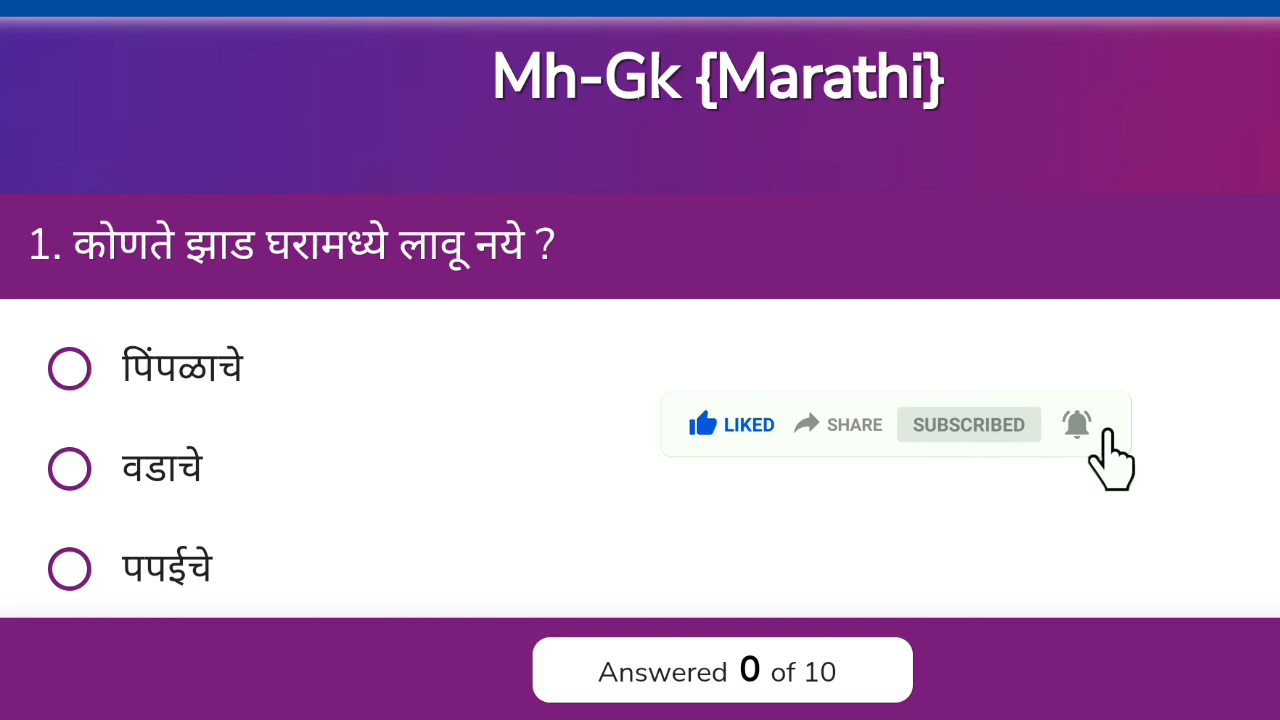 Mh-Gk {Marathi}
1. कोणते झाड घरामध्ये लावू नये ?
पिंपळाचे
वडाचे
LIKED SHARE SUBSCRIBED
पपईचे
Answered 0 of 10